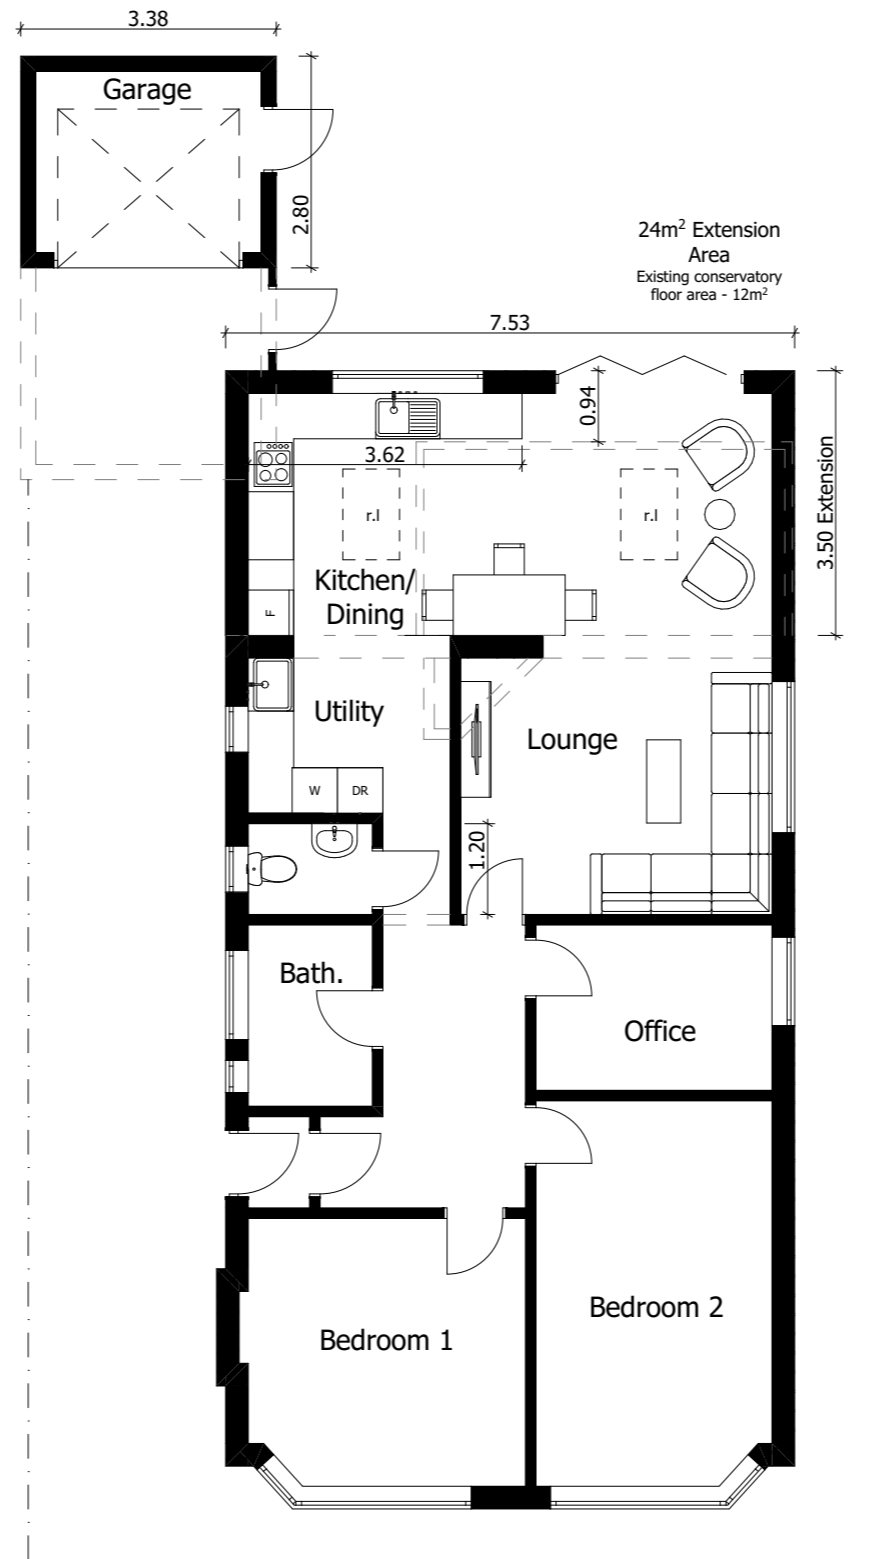 3.38
Garage
2.80
24m² Extension
Area
Existing conservatory
floor area - 12m²
7.53
0.94
3.62
3.50 Extension
r.l
r.l
Kitchen/
Dining
F
Utility
Lounge
W
DR
1.20
Bath.
Office
Bedroom 2
Bedroom 1